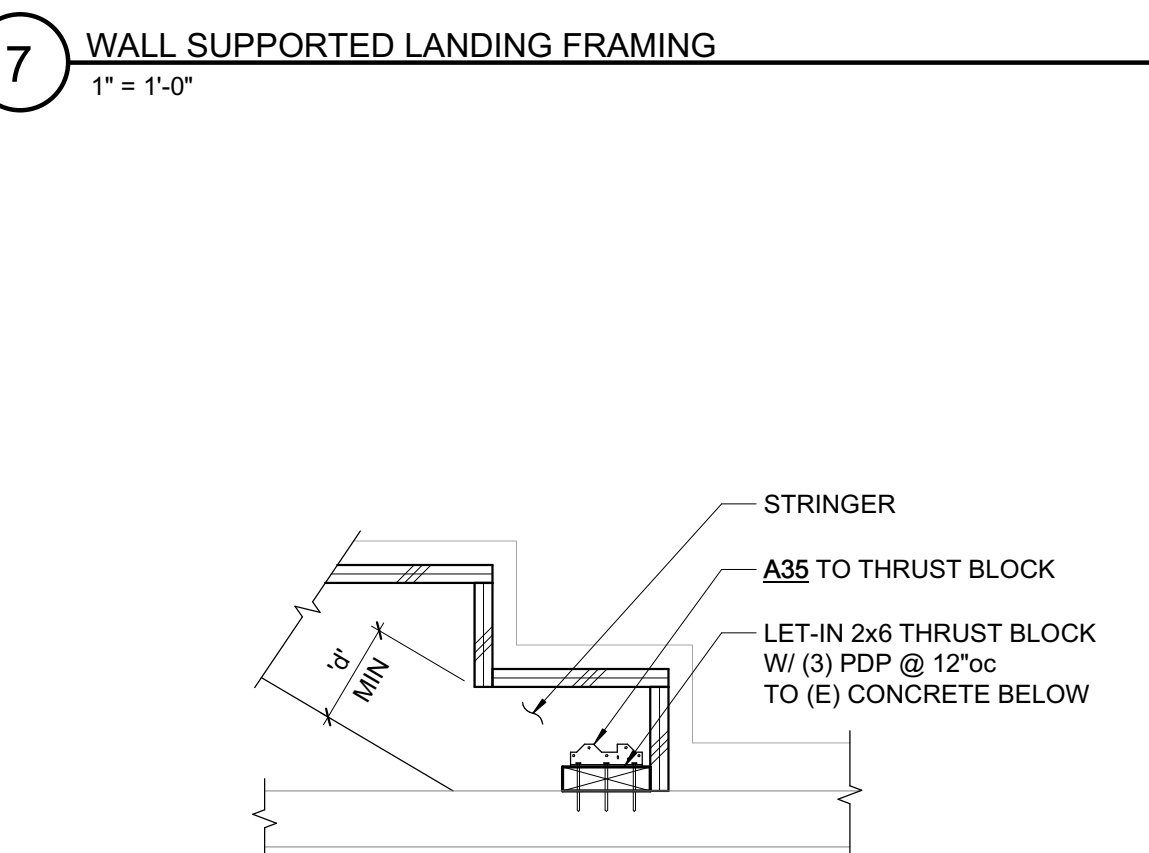 7
WALL SUPPORTED LANDING FRAMING
1" = 1'-0"
STRINGER
A35 TO THRUST BLOCK
LET-IN 2x6 THRUST BLOCK
W/ (3) PDP @ 12"oc
TO (E) CONCRETE BELOW
'd'
MIN